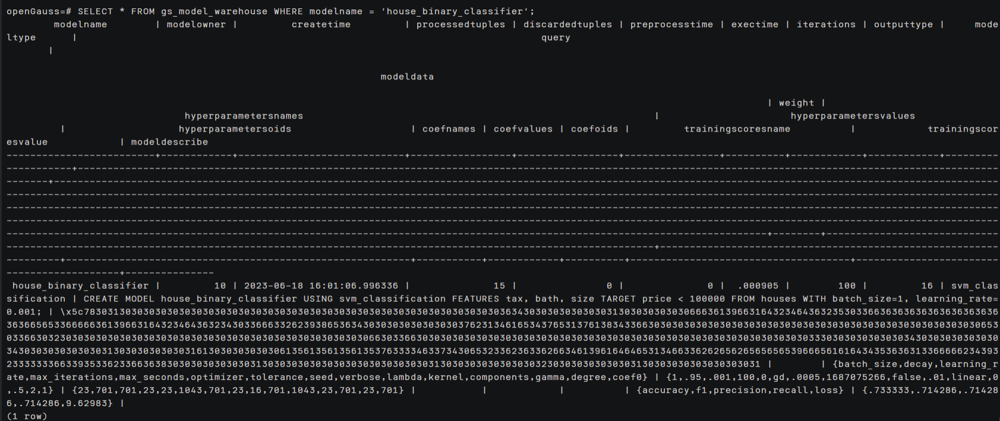 openGauss=# SELECT * FROM gs_model_warehouse WHERE modelname = 'house_binary_classifier';
modelname | modelowner | createtime | processedtuples | discardedtuples | preprocesstime | exectime | iterations | outputtype | mode
ltype | query
|
modeldata
| weight |
hyperparametersnames | hyperparametersvalues
| hyperparametersoids | coefnames | coefvalues | coefoids | trainingscoresname | trainingscor
esvalue | modeldescribe
house_binary_classifier | 10 | 2023-06-18 16:01:06.996336 | 15 | 0 | 0 | .000905 | 100 | 16 | svm_clas
sification | CREATE MODEL house_binary_classifier USING svm_classification FEATURES tax, bath, size TARGET price < 100000 FROM houses WITH batch_size=1, learning_rate=
0.001; |
| | {batch_size,decay,learning_r
ate,max_iterations,max_seconds,optimizer,tolerance,seed,verbose,lambda,kernel,components,gamma,degree,coef0} | {1,.95,.001,100,0,gd,.0005,1687075266,false,.01,linear,0
,.5,2,1} | {23,701,701,23,23,1043,701,23,16,701,1043,23,701,23,701} | | | | {accuracy,f1,precision,recall,loss} | {.733333,.714286,.71428
6,.714286,9.62983} |
(1 row)